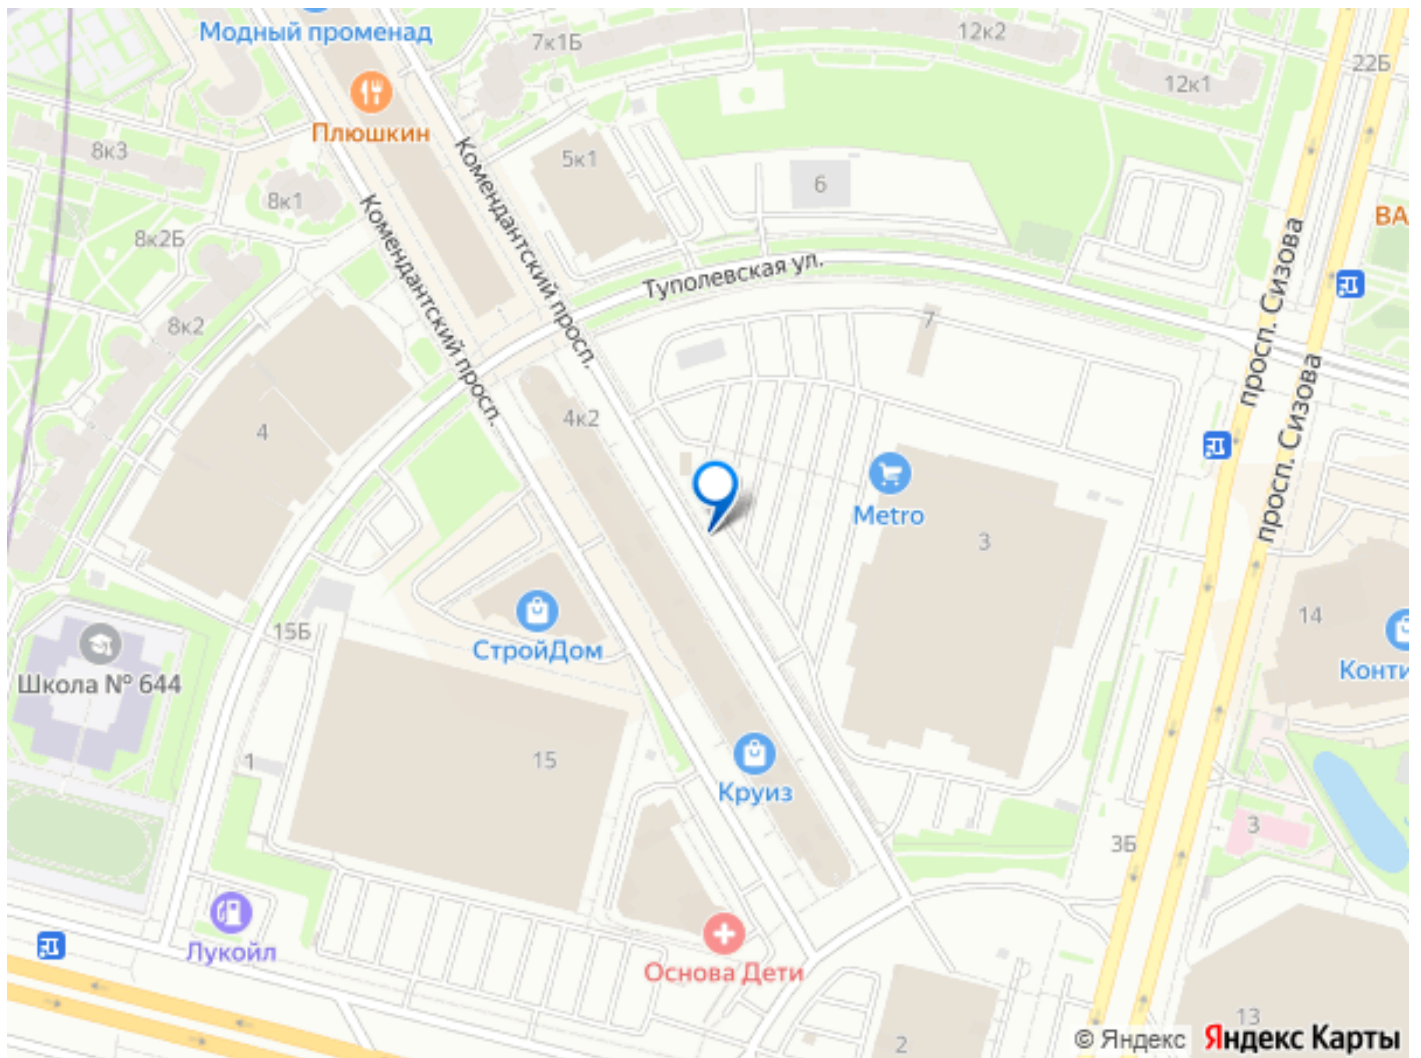 Модный променад
7к1Б
12к2
22Б
12к1
Плюшкин
8к3
5к1
6
8к1
ВА
8к2Б
Комендантский просп.
Комендантский просп.
Туполевская ул.
просп. Сизова
просп. Сизова
8к2
7
4
4к2
Metro
3
СтройДом
14
15Б
Конти
Школа № 644
1
15
Круиз
3
3Б
Лукойл
Основа Дети
13
2
© Яндекс Яндекс Карты